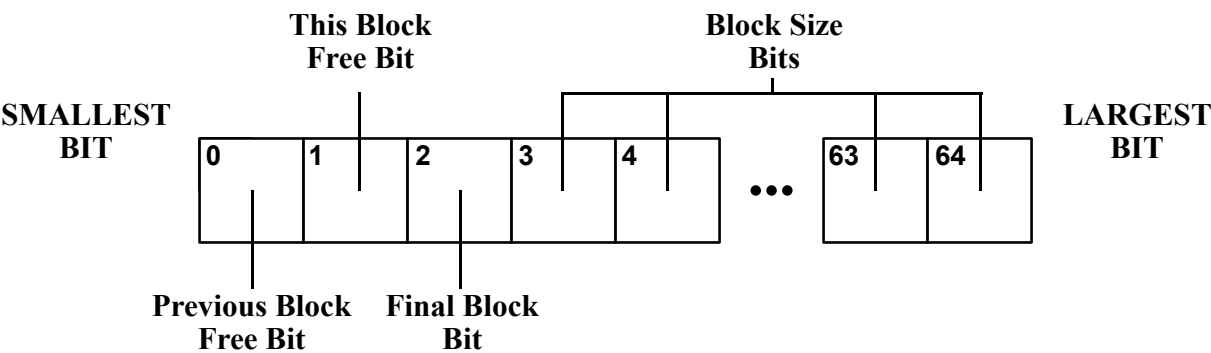 This Block
Free Bit
Block Size
Bits
SMALLEST
BIT
LARGEST
BIT
0 1 2 3 4 ••• 63 64
Previous Block
Free Bit
Final Block
Bit